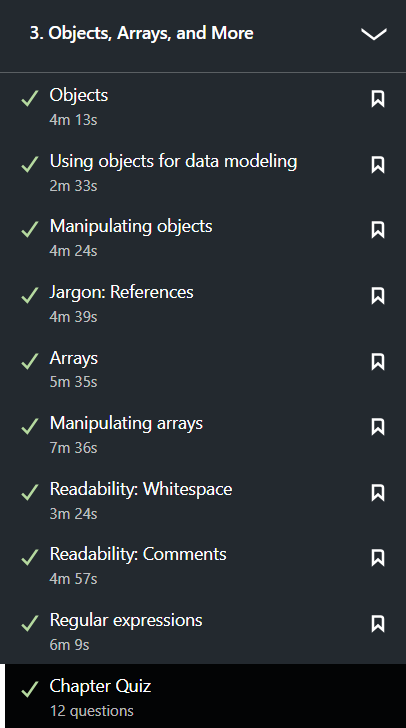 3. Objects, Arrays, and More
Objects
4m 13s
Using objects for data modeling
2m 33s
Manipulating objects
4m 24s
Jargon: References
4m 39s
Arrays
5m 35s
Manipulating arrays
7m 36s
Readability: Whitespace
3m 24s
Readability: Comments
4m 57s
Regular expressions
6m 9s
Chapter Quiz
12 questions